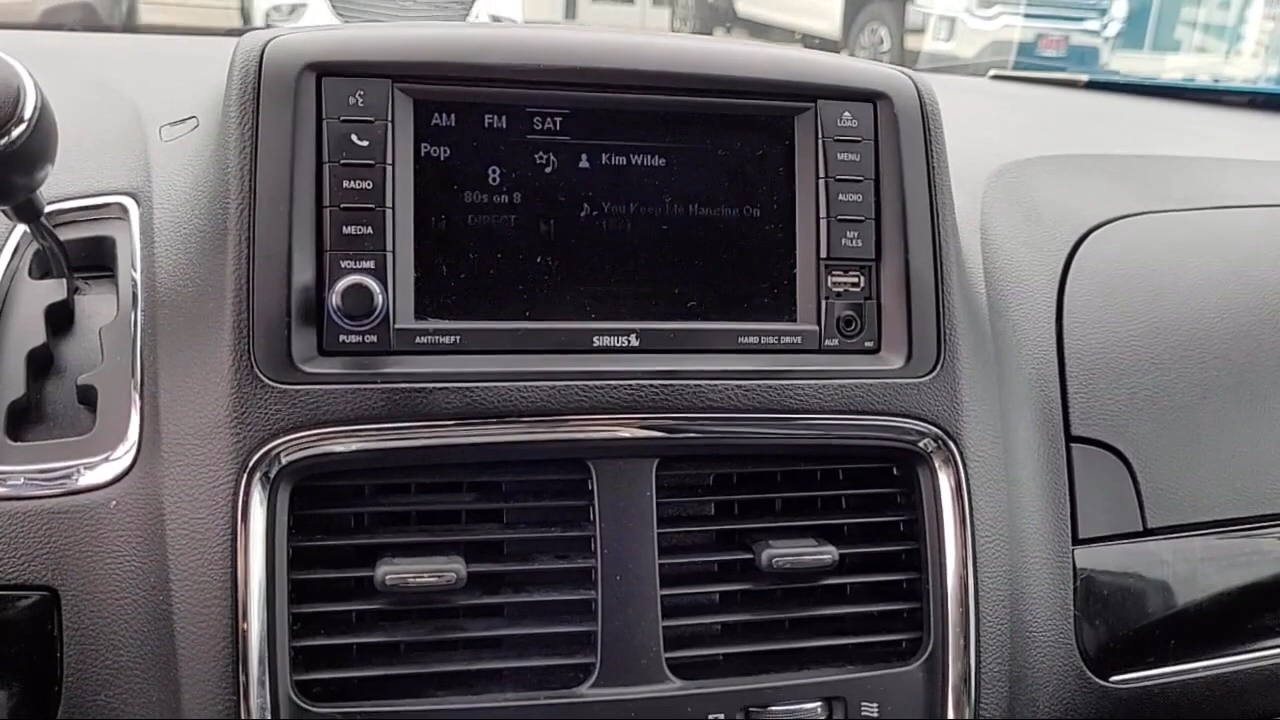 AM FM SAT
Pop
8
80s on 8
DIRECT
Kim Wilde
You Keep Me Hanging On
RADIO
MEDIA
VOLUME
PUSH ON
LOAD
MENU
AUDIO
MY
FILES
AUX
ANTITHEFT
SIRIUS
HARD DISC DRIVE